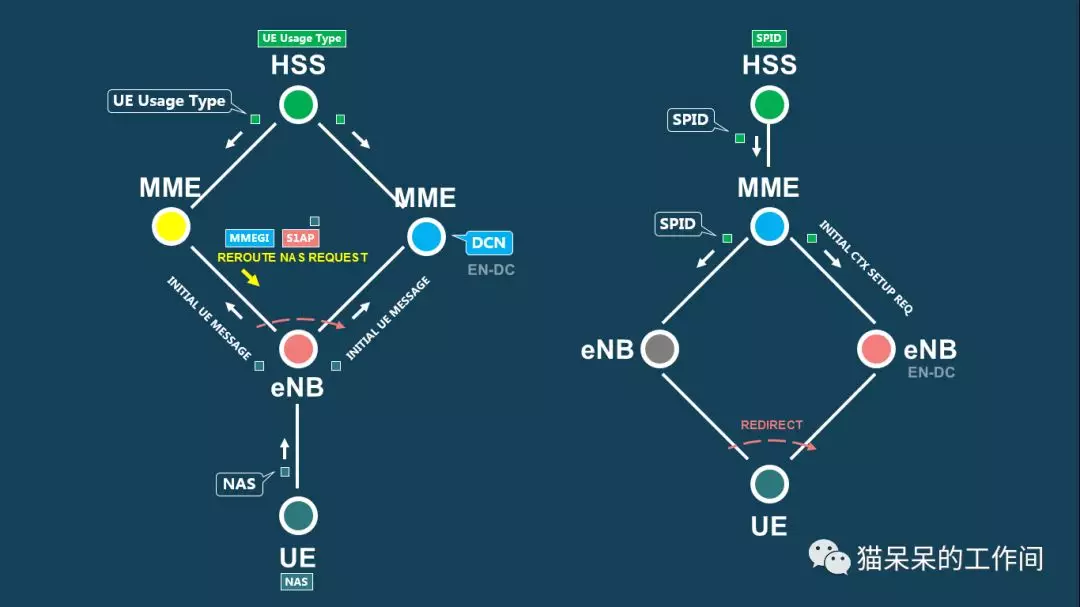 UE Usage Type
HSS
UE Usage Type
MME
MME
MMEGI
S1AP
REROUTE NAS REQUEST
DCN
EN-DC
INITIAL UE MESSAGE
INITIAL UE MESSAGE
eNB
NAS
UE
NAS
SPID
HSS
SPID
MME
SPID
INITIAL CTX SETUP REQ
eNB
eNB
EN-DC
REDIRECT
UE
猫呆呆的工作间